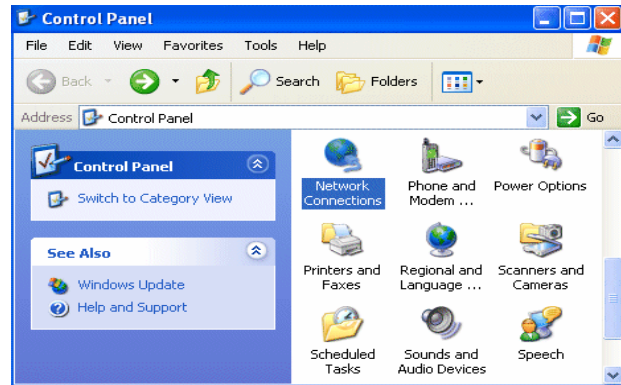 Control Panel
File Edit View Favorites Tools Help
Back Search Folders
Address Control Panel Go
Control Panel
Switch to Category View
See Also
Windows Update
Help and Support
Network
Connections
Phone and
Modem ...
Power Options
Printers and
Faxes
Regional and
Language ...
Scanners and
Cameras
Scheduled
Tasks
Sounds and
Audio Devices
Speech